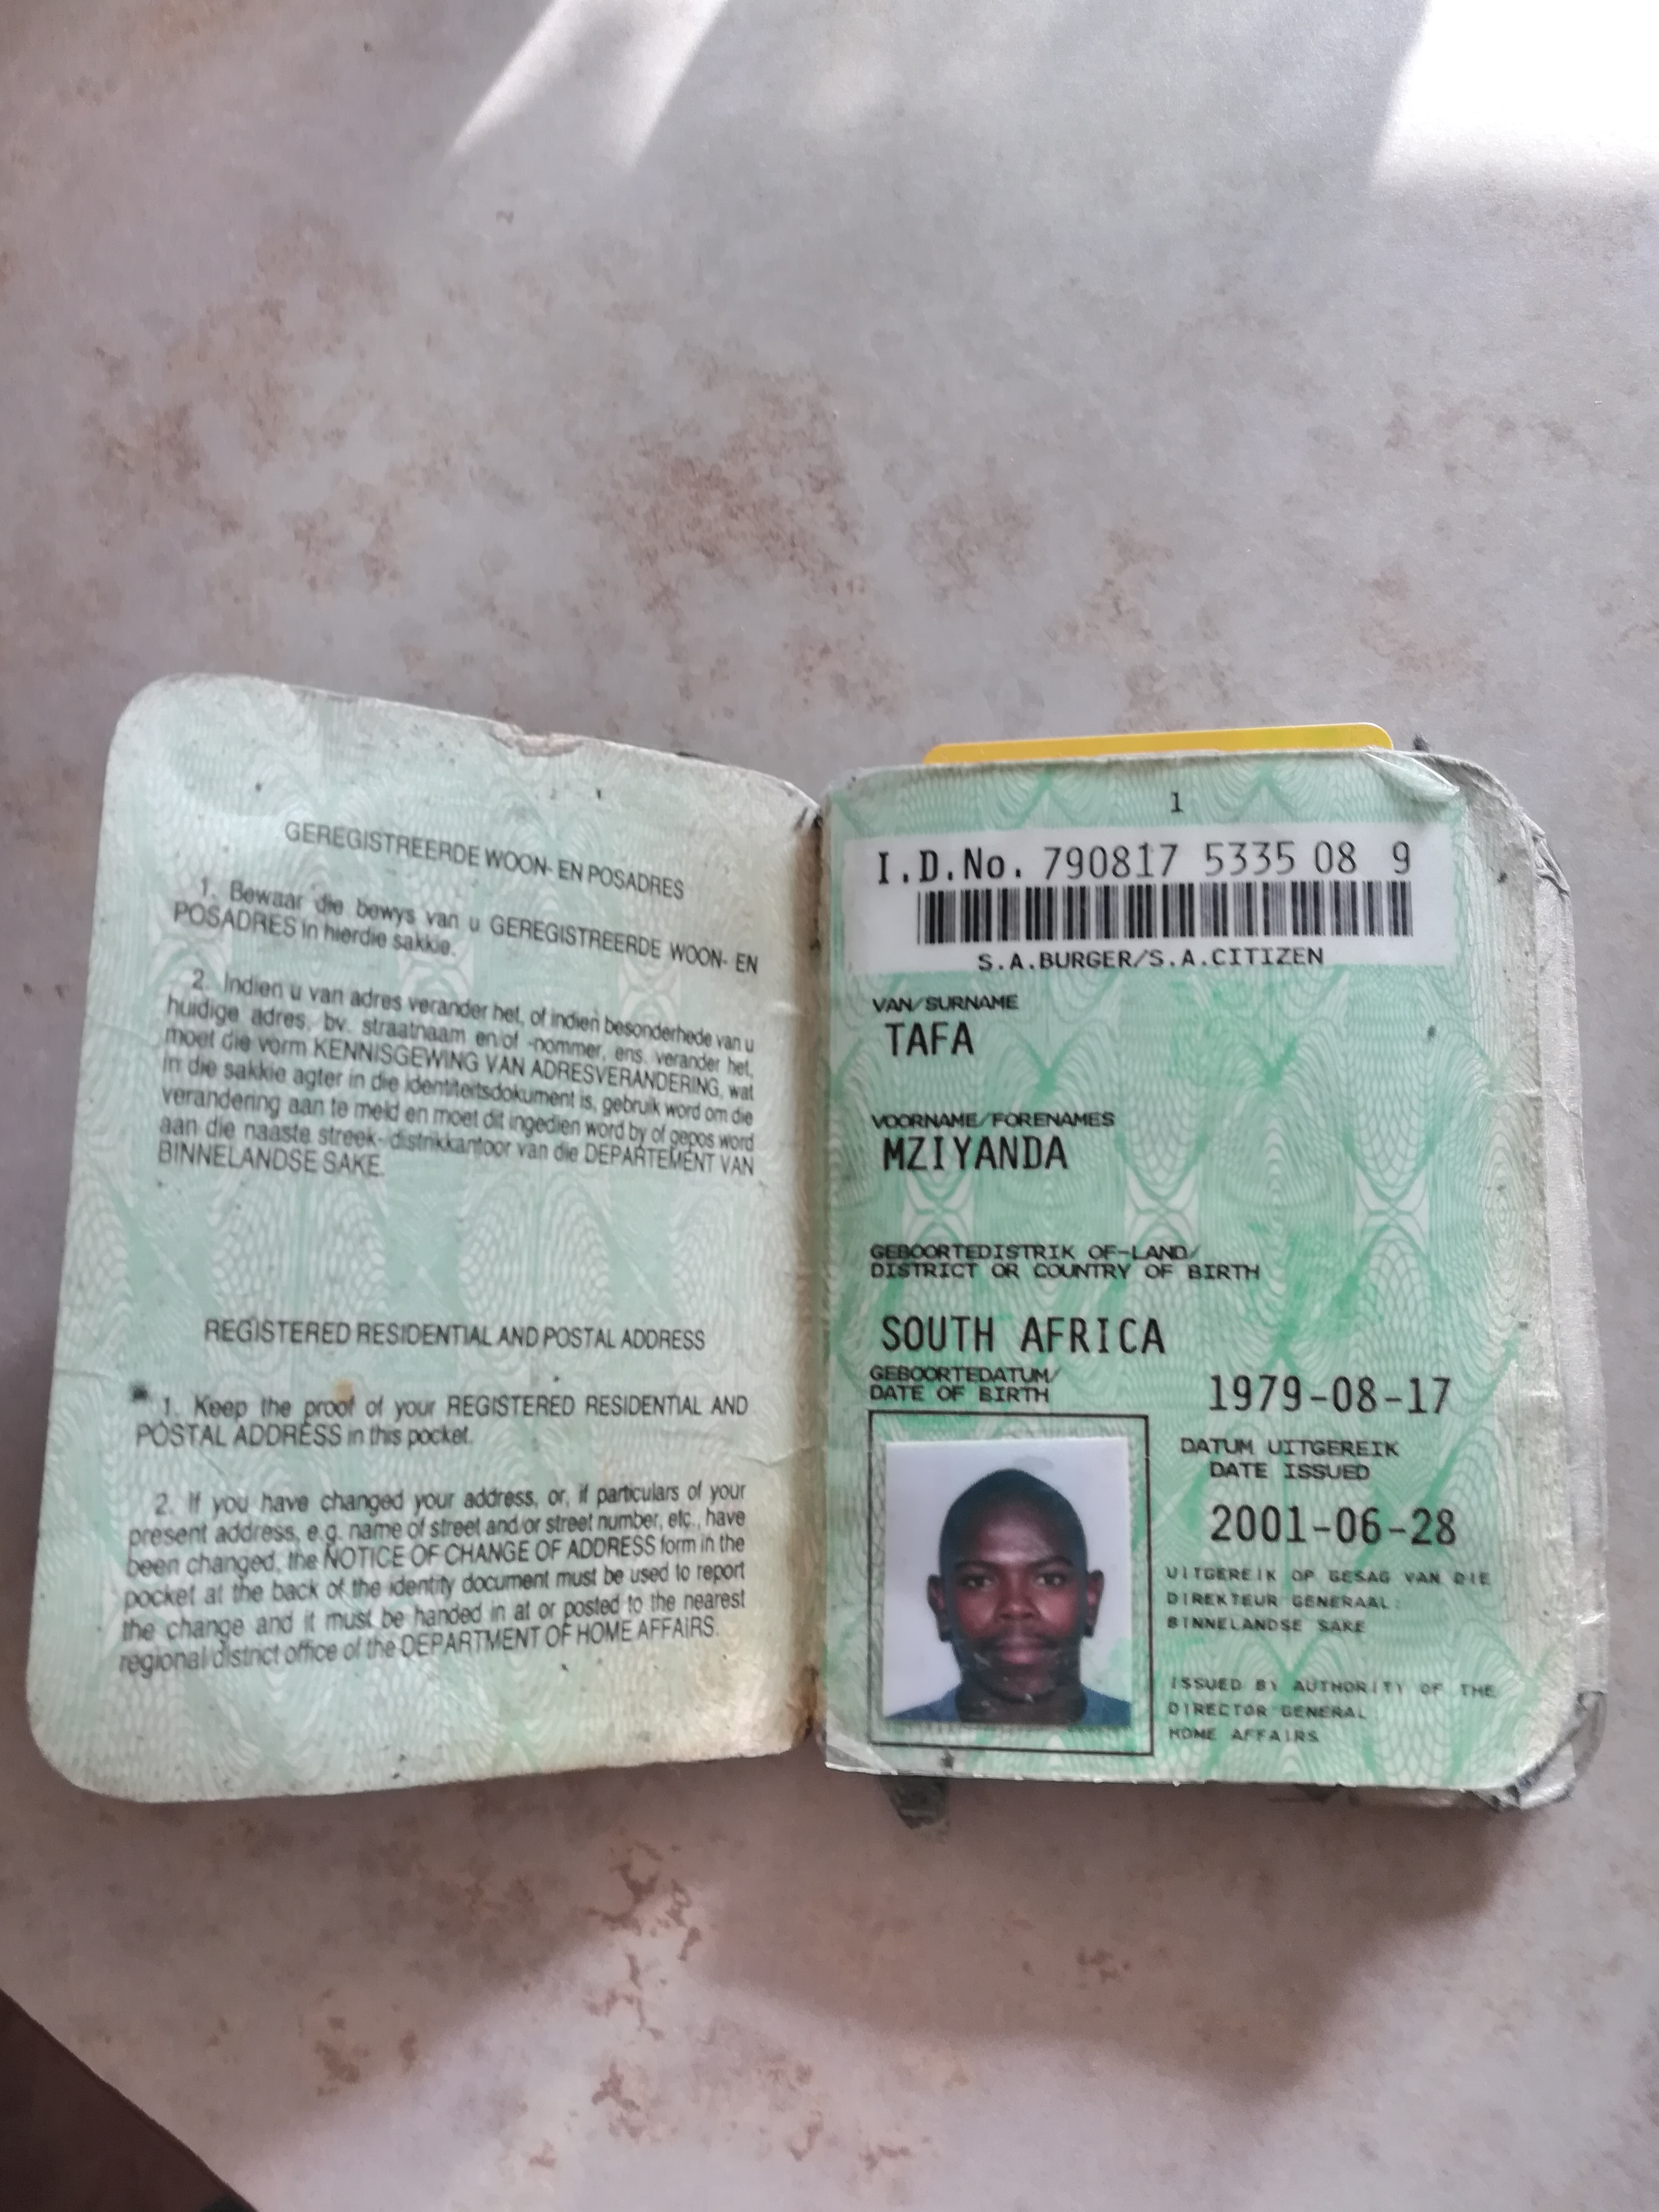 GEREGISTREERDE WOON- EN POSADRES
1. Bewaar die bewys van u GEREGISTREERDE WOON- EN
POSADRES in hierdie sakkie.
2. Indien u van adres verander het, of indien besonderhede van u
huidige adres, bv. straatnaam en/of -nommer, ens. verander het,
moet die vorm KENNISGEWING VAN ADRESVERANDERING, wat
in die sakkie agter in die identiteitsdokument is, gebruik word om die
verandering aan te meld en moet dit ingedien word by of gepos word
aan die naaste streek-distrikkantoor van die DEPARTEMENT VAN
BINNELANDSE SAKE.
REGISTERED RESIDENTIAL AND POSTAL ADDRESS
1. Keep the proof of your REGISTERED RESIDENTIAL AND
POSTAL ADDRESS in this pocket.
2. If you have changed your address, or, if particulars of your
present address, e.g. name of street and/or street number, etc., have
been changed, the NOTICE OF CHANGE OF ADDRESS form in the
pocket at the back of the identity document must be used to report
the change and it must be handed in at or posted to the nearest
regional/district office of the DEPARTMENT OF HOME AFFAIRS.
1
I.D.No. 790817 5335 08 9
S.A.BURGER/S.A.CITIZEN
VAN/SURNAME
TAFA
VOORNAME/FORENAMES
MZIYANDA
GEBOORTEDISTRIK OF-LAND/
DISTRICT OR COUNTRY OF BIRTH
SOUTH AFRICA
GEBOORTEDATUM/
DATE OF BIRTH
1979-08-17
DATUM UITGEREIK
DATE ISSUED
2001-06-28
UITGEREIK OP GESAG VAN DIE
DIREKTEUR GENERAAL:
BINNELANDSE SAKE
ISSUED BY AUTHORITY OF THE
DIRECTOR GENERAL
HOME AFFAIRS